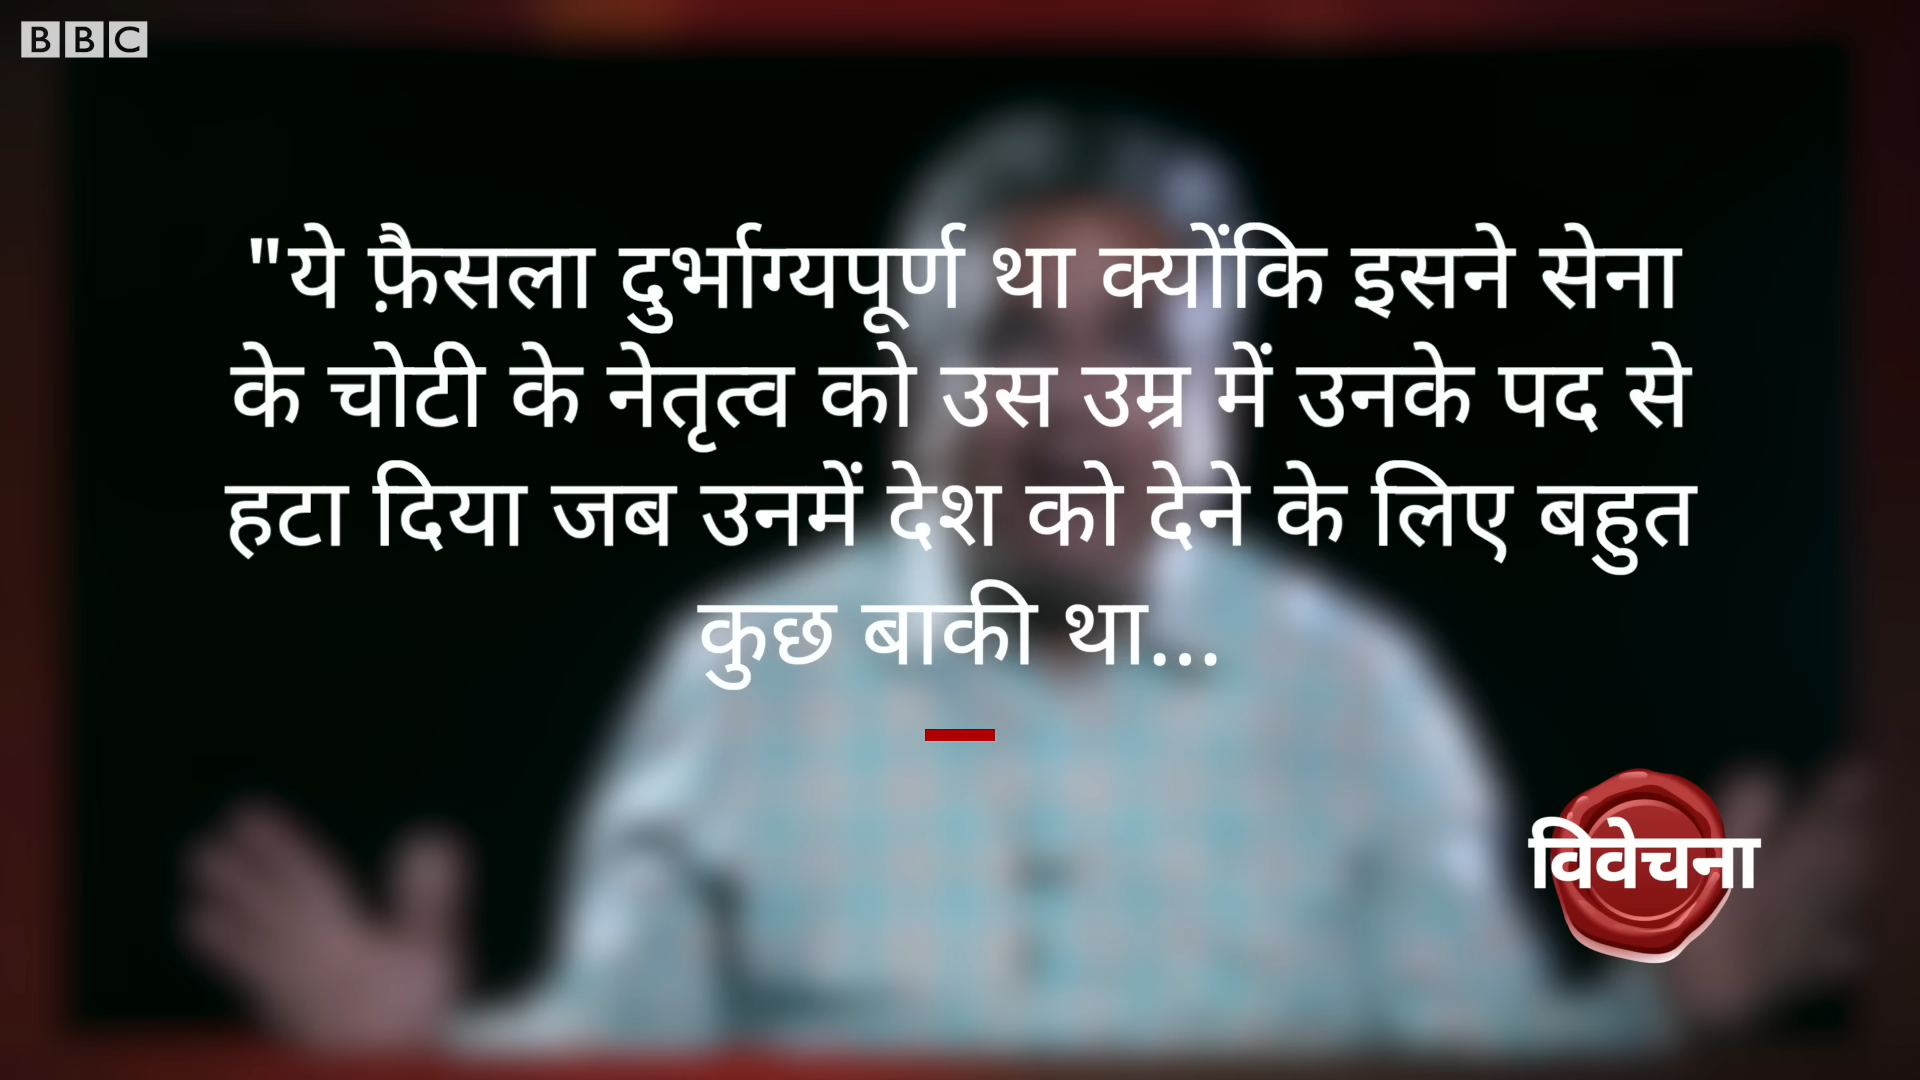 BBC
"ये फ़ैसला दुर्भाग्यपूर्ण था क्योंकि इसने सेना
के चोटी के नेतृत्व को उस उम्र में उनके पद से
हटा दिया जब उनमें देश को देने के लिए बहुत
कुछ बाकी था...
विवेचना